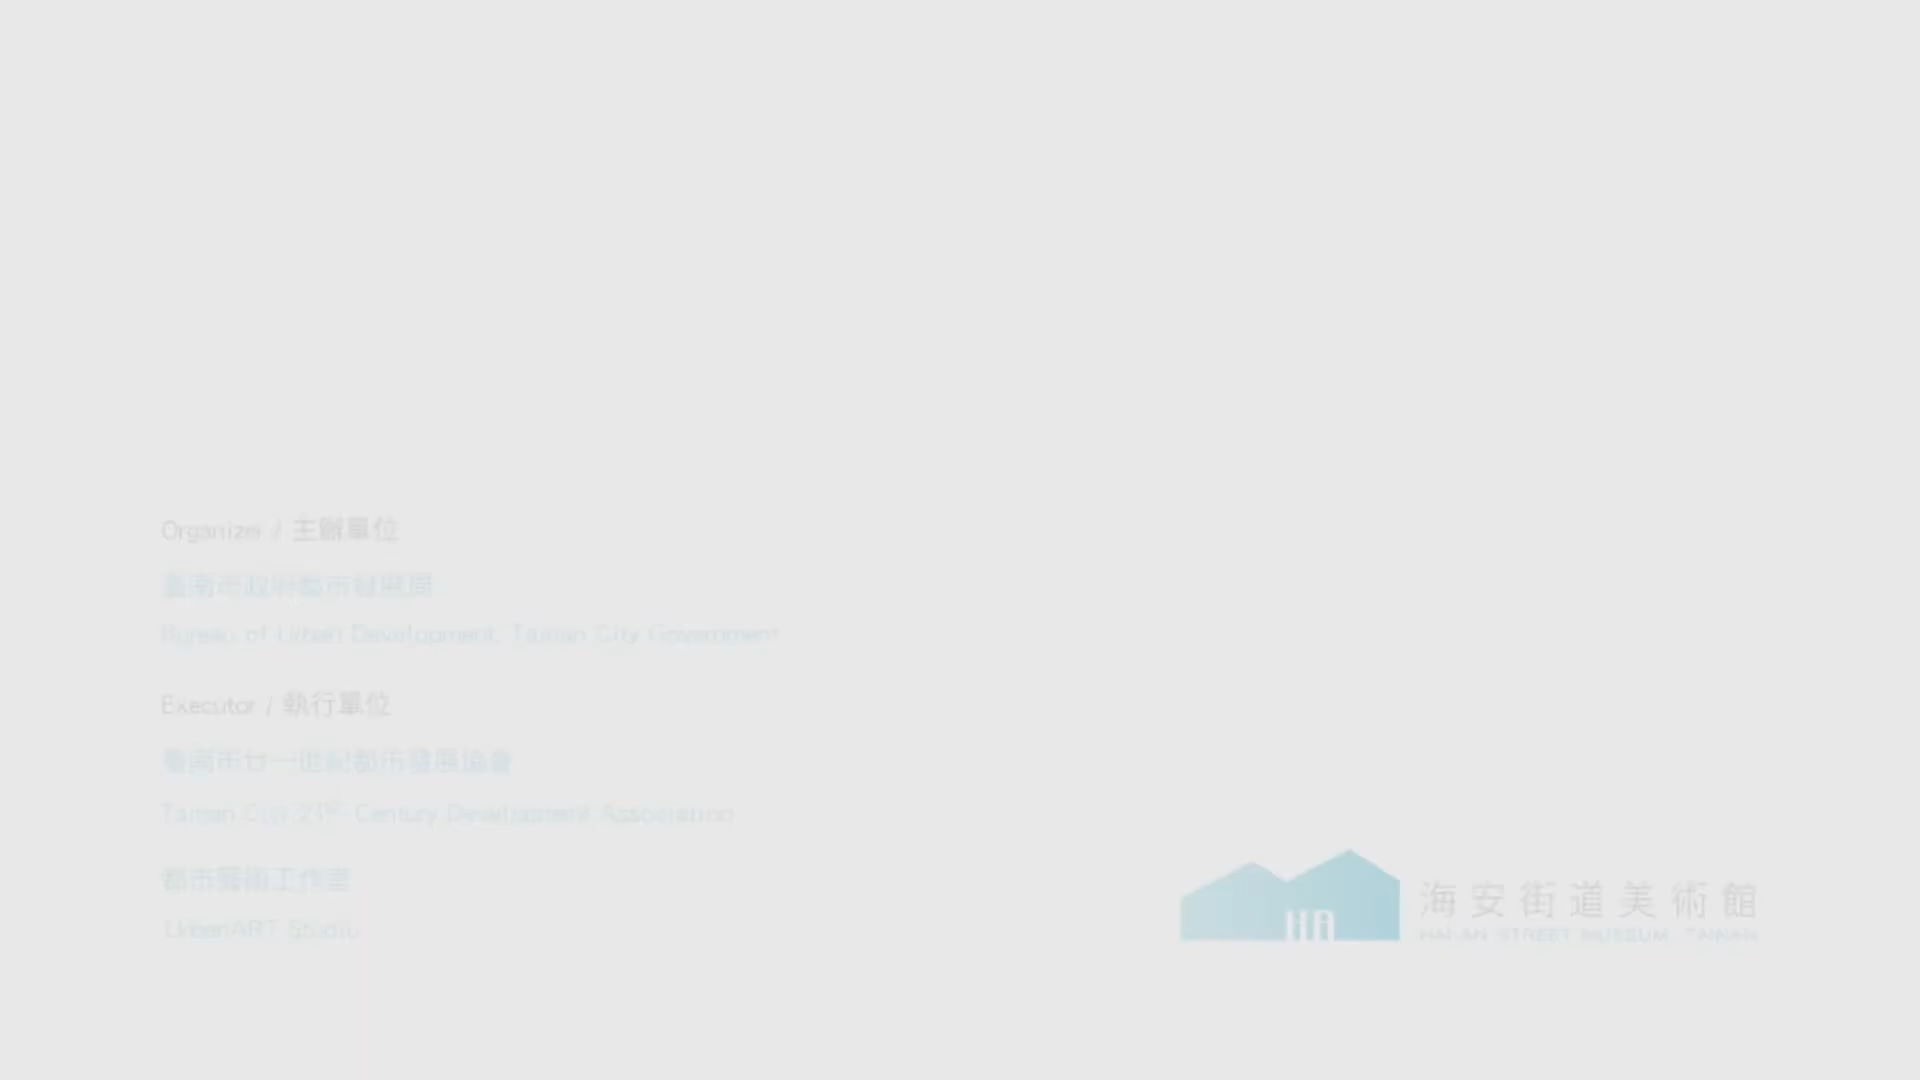 Organizer / 主辦單位
臺南市政府都市發展局
Bureau of Urban Development, Tainan City Government
Executor / 執行單位
臺南市廿一世紀都市發展協會
Tainan City 21st Century Development Association
都市藝術工作室
UrbanART Studio
海安街道美術館
HAI-AN STREET MUSEUM, TAINAN